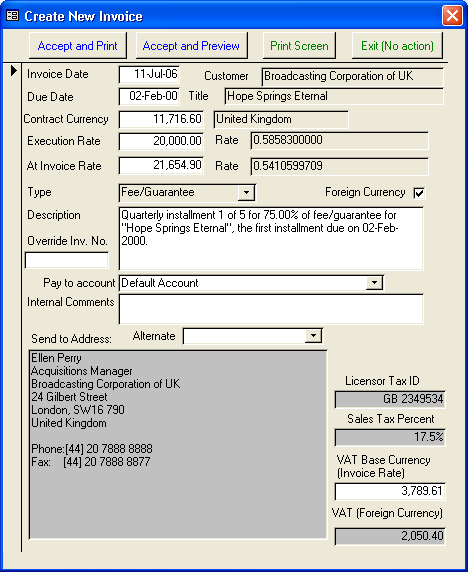 Create New Invoice
Accept and Print Accept and Preview Print Screen Exit (No action)
Invoice Date 11-Jul-06 Customer Broadcasting Corporation of UK
Due Date 02-Feb-00 Title Hope Springs Eternal
Contract Currency 11,716.60 United Kingdom
Execution Rate 20,000.00 Rate 0.5858300000
At Invoice Rate 21,654.90 Rate 0.5410599709
Type Fee/Guarantee Foreign Currency
Description Quarterly installment 1 of 5 for 75.00% of fee/guarantee for
"Hope Springs Eternal", the first installment due on 02-Feb-
2000.
Override Inv. No.
Pay to account Default Account
Internal Comments
Send to Address: Alternate
Ellen Perry
Acquisitions Manager
Broadcasting Corporation of UK
24 Gilbert Street
London, SW16 790
United Kingdom
Phone:[44] 20 7888 8888
Fax: [44] 20 7888 8877
Licensor Tax ID
GB 2349534
Sales Tax Percent
17.5%
VAT Base Currency
(Invoice Rate)
3,789.61
VAT (Foreign Currency)
2,050.40